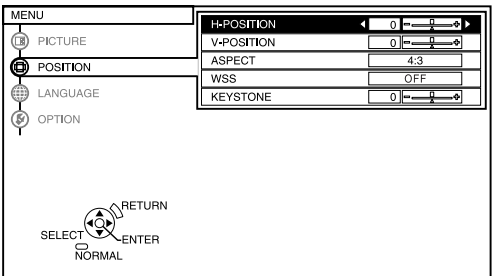 MENU
PICTURE
POSITION
LANGUAGE
OPTION
H-POSITION 0
V-POSITION 0
ASPECT 4:3
WSS OFF
KEYSTONE 0
RETURN
SELECT
ENTER
NORMAL